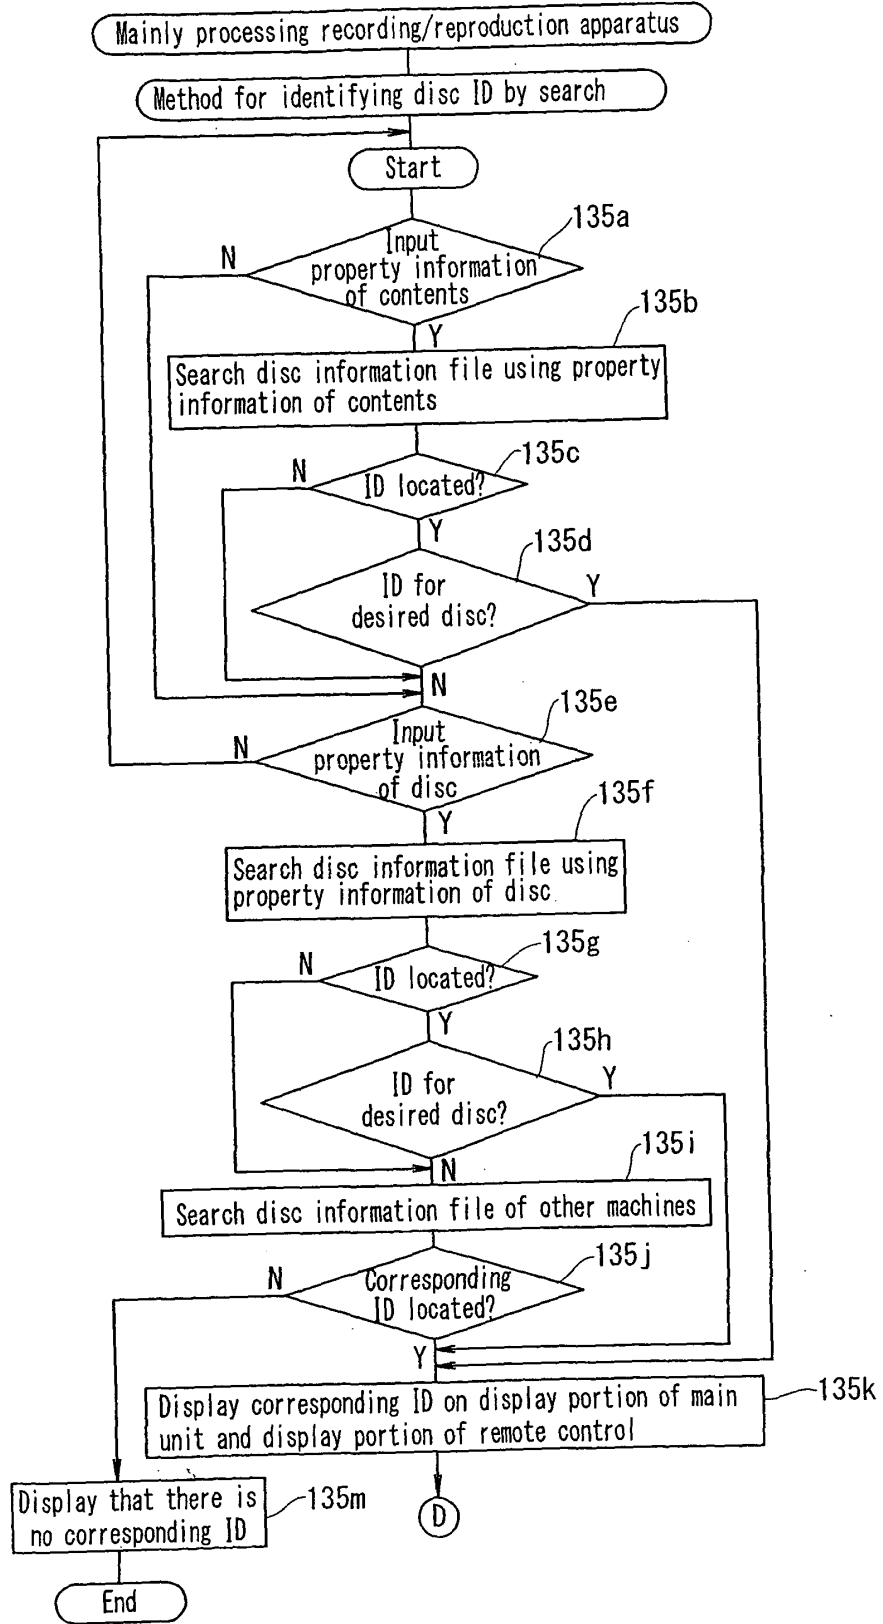 Mainly processing recording/reproduction apparatus
Method for identifying disc ID by search
Start
135a
Input
property information
of contents
N
Y
135b
Search disc information file using property
information of contents
135c
N
ID located?
Y
135d
ID for
desired disc?
Y
N
135e
Input
property information
of disc
N
Y
135f
Search disc information file using
property information of disc
135g
N
ID located?
Y
135h
ID for
desired disc?
Y
N
135i
Search disc information file of other machines
135j
N
Corresponding
ID located?
Y
135k
Display corresponding ID on display portion of main
unit and display portion of remote control
135m
Display that there is
no corresponding ID
D
End